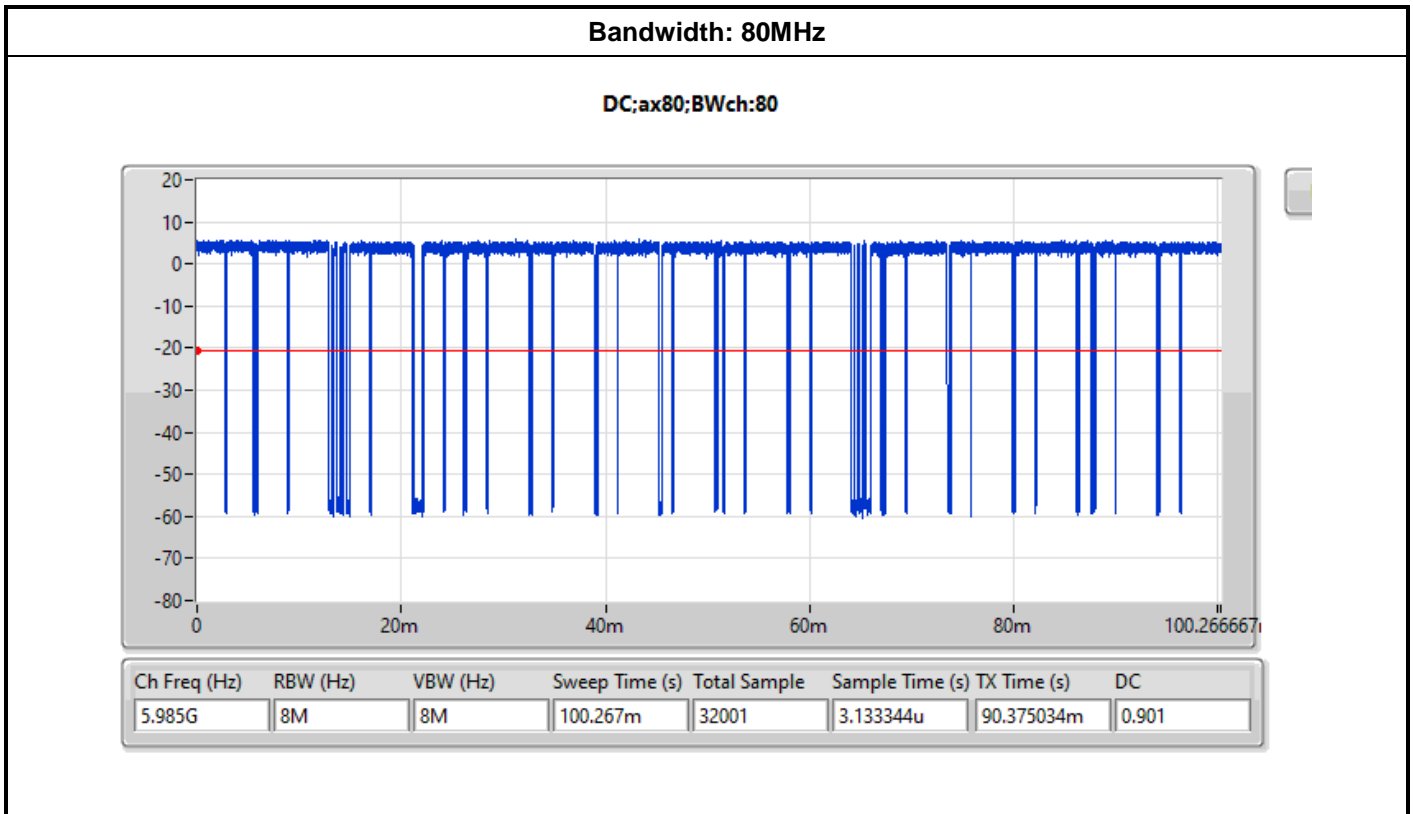 Bandwidth: 80MHz
DC;ax80;BWch:80
20
10
0
-10
-20
-30
-40
-50
-60
-70
-80
0 20m 40m 60m 80m 100.266667
Ch Freq (Hz) RBW (Hz) VBW (Hz) Sweep Time (s) Total Sample Sample Time (s) TX Time (s) DC
5.985G 8M 8M 100.267m 32001 3.133344u 90.375034m 0.901